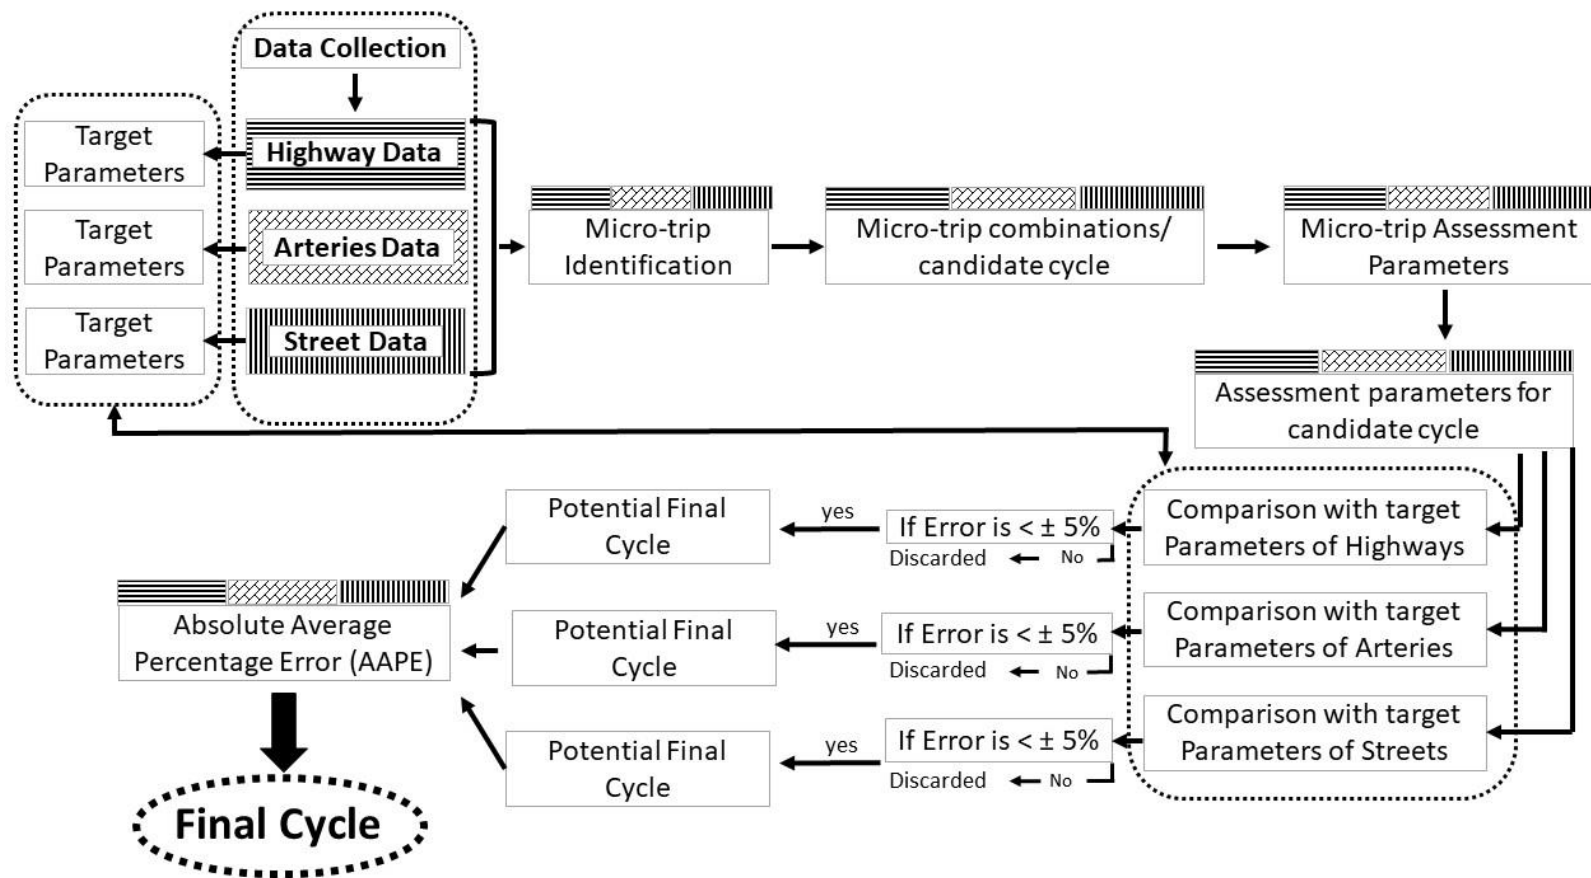 Data Collection
Target
Parameters
Highway Data
Target
Parameters
Arteries Data
Target
Parameters
Street Data
Micro-trip
Identification
Micro-trip combinations/
candidate cycle
Micro-trip Assessment
Parameters
Assessment parameters for
candidate cycle
Comparison with target
Parameters of Highways
If Error is < ± 5%
Discarded
No
yes
Potential Final
Cycle
Comparison with target
Parameters of Arteries
If Error is < ± 5%
Discarded
No
yes
Potential Final
Cycle
Comparison with target
Parameters of Streets
If Error is < ± 5%
Discarded
No
yes
Potential Final
Cycle
Absolute Average
Percentage Error (AAPE)
Final Cycle